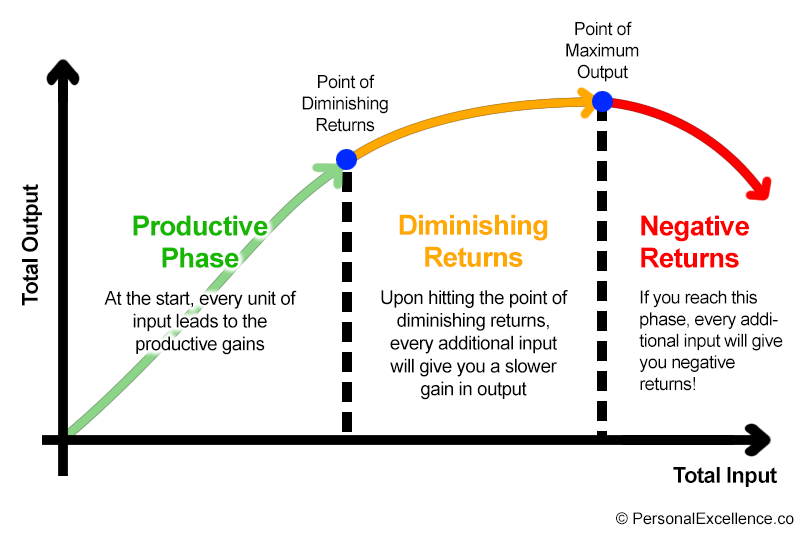 Point of
Maximum
Output
Point of
Diminishing
Returns
Total Output
Productive
Phase
At the start, every unit of
input leads to the
productive gains
Diminishing
Returns
Upon hitting the point of
diminishing returns,
every additional input
will give you a slower
gain in output
Negative
Returns
If you reach this
phase, every addi-
tional input will give
you negative
returns!
Total Input
© PersonalExcellence.co